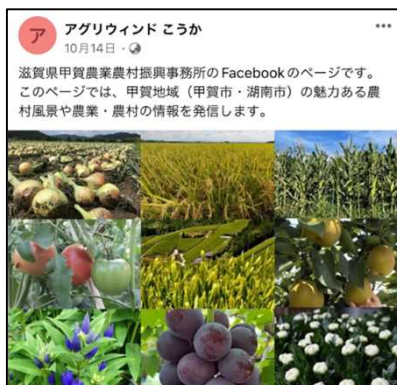 ア
アグリウィンド こうか
10月14日・
滋賀県甲賀農業農村振興事務所のFacebookのページです。
このページでは、甲賀地域（甲賀市・湖南市）の魅力ある農
村風景や農業・農村の情報を発信します。